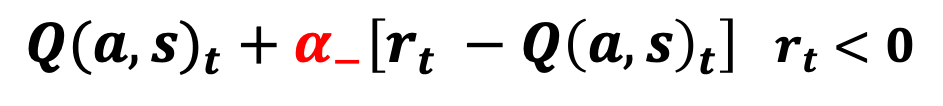 Q(a, s)t + α−[rt − Q(a, s)t] rt < 0